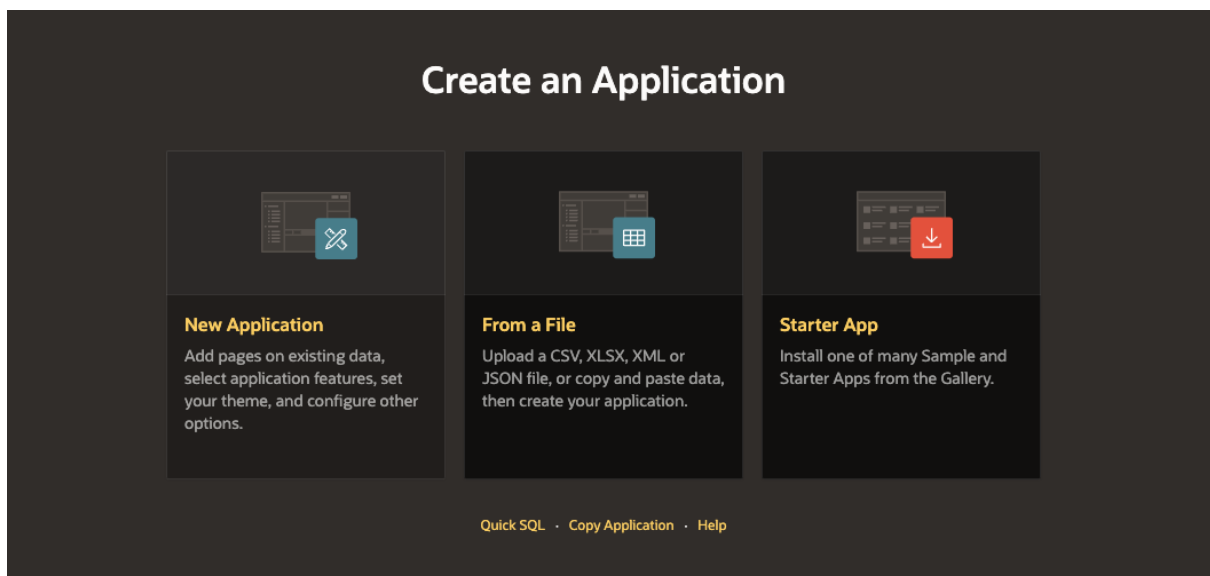 Create an Application
New Application
Add pages on existing data,
select application features, set
your theme, and configure other
options.
From a File
Upload a CSV, XLSX, XML or
JSON file, or copy and paste data,
then create your application.
Starter App
Install one of many Sample and
Starter Apps from the Gallery.
Quick SQL · Copy Application · Help